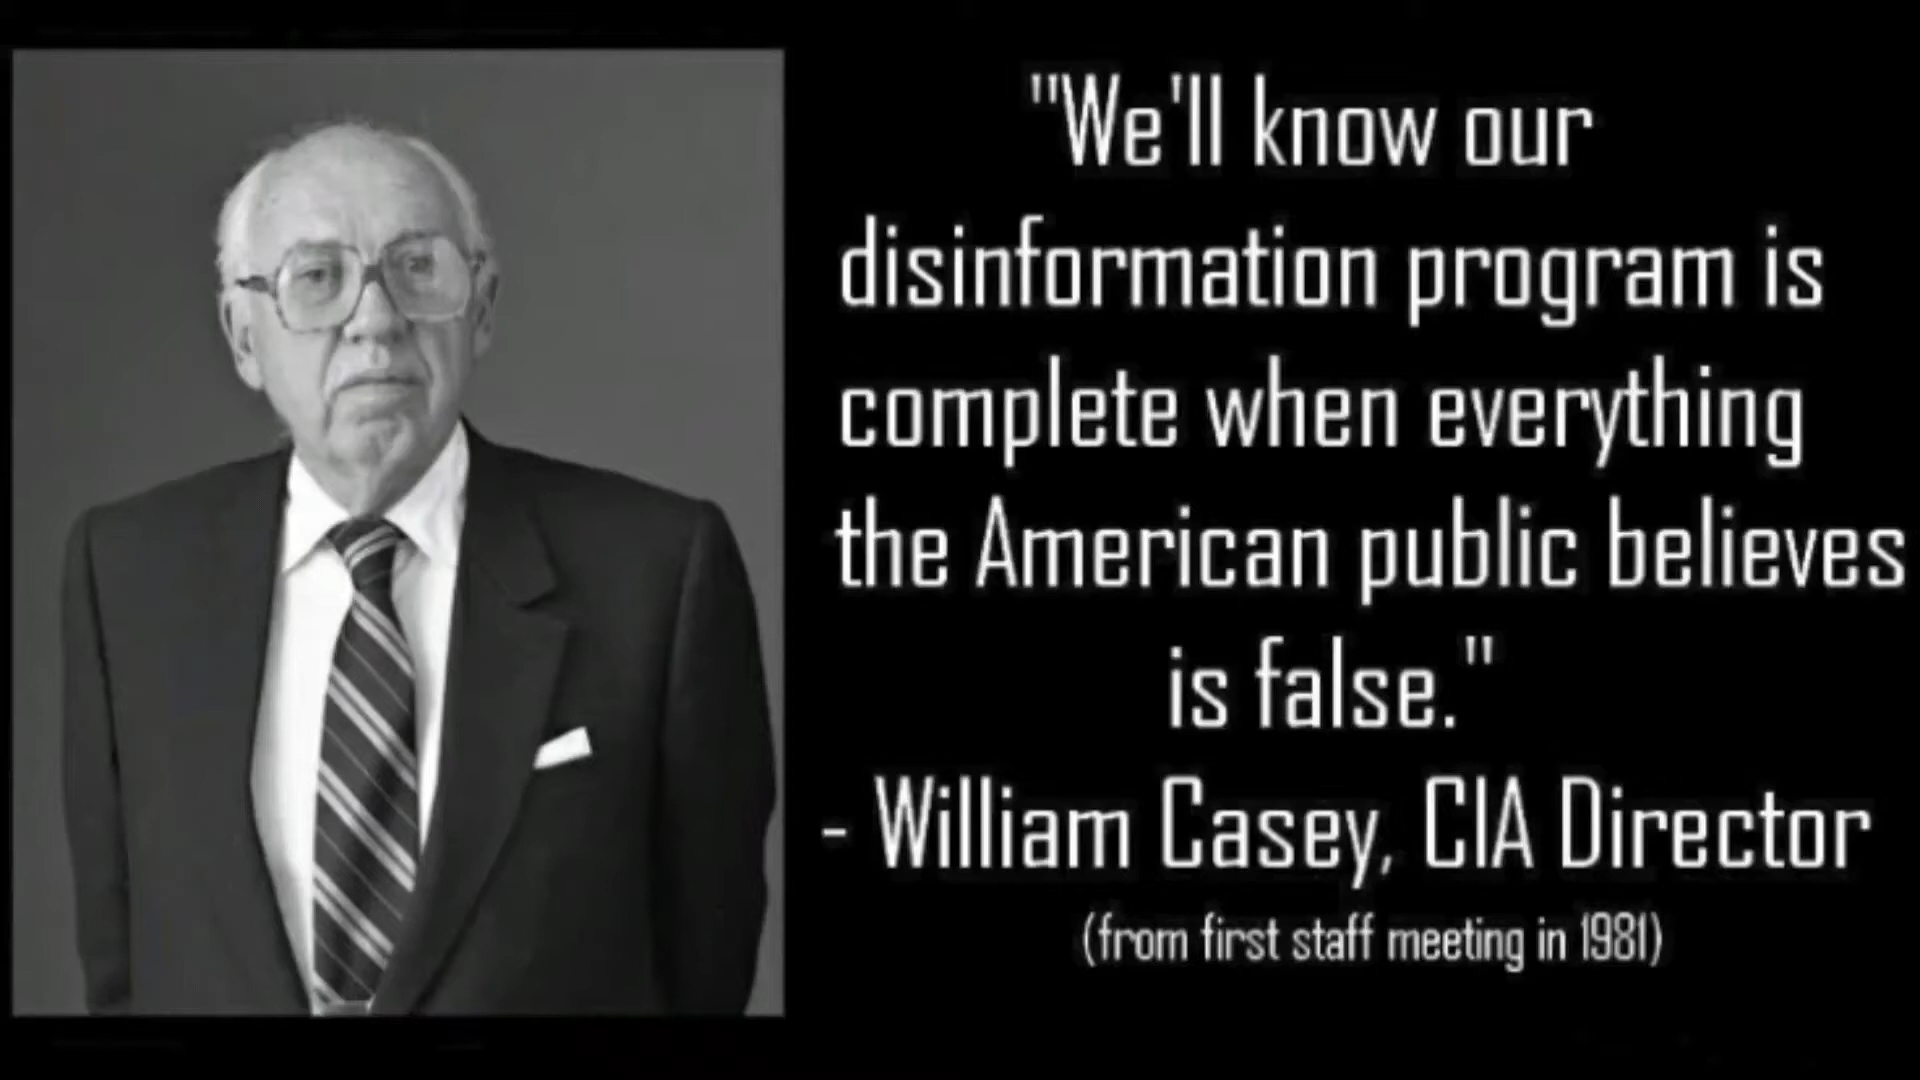 "We'll know our
disinformation program is
complete when everything
the American public believes
is false."
- William Casey, CIA Director
(from first staff meeting in 1981)